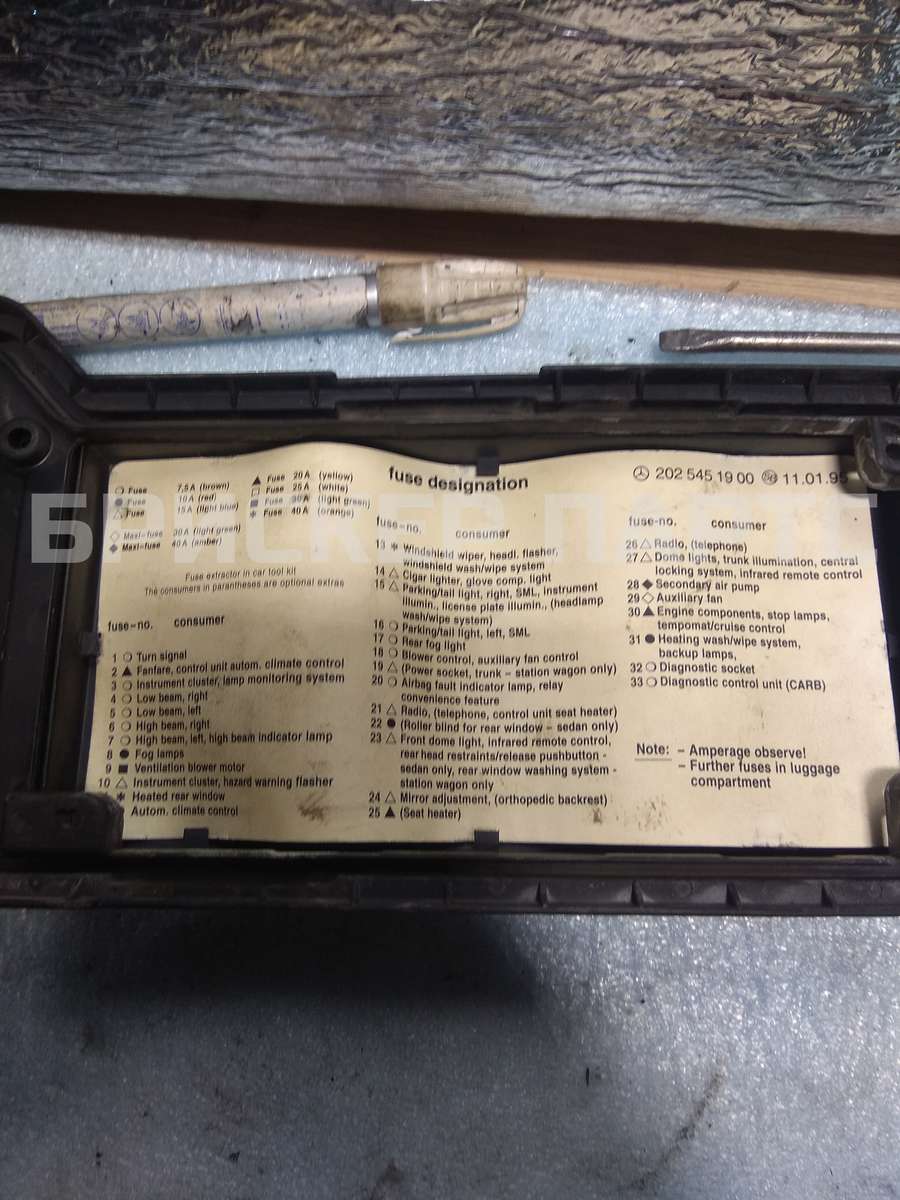 fuse designation
202 545 19 00 11.01.95
Fuse 7,5 A (brown)
Fuse 10 A (red)
Fuse 15 A (light blue)
Maxi-fuse 30 A (light green)
Maxi-fuse 40 A (amber)
Fuse 20 A (yellow)
Fuse 25 A (white)
Fuse 30 A (light green)
Fuse 40 A (orange)
Fuse extractor in car tool kit
The consumers in parantheses are optional extras
fuse-no. consumer
1 Turn signal
2 Fanfare, control unit autom. climate control
3 Instrument cluster, lamp monitoring system
4 Low beam, right
5 Low beam, left
6 High beam, right
7 High beam, left, high beam indicator lamp
8 Fog lamps
9 Ventilation blower motor
10 Instrument cluster, hazard warning flasher
Heated rear window
Autom. climate control
fuse-no. consumer
13 Windshield wiper, headl. flasher,
windshield wash/wipe system
14 Cigar lighter, glove comp. light
15 Parking/tail light, right, SML, instrument
illumin., license plate illumin., (headlamp
wash/wipe system)
16 Parking/tail light, left, SML
17 Rear fog light
18 Blower control, auxiliary fan control
19 (Power socket, trunk - station wagon only)
20 Airbag fault indicator lamp, relay
convenience feature
21 Radio, (telephone, control unit seat heater)
22 (Roller blind for rear window - sedan only)
23 Front dome light, infrared remote control,
rear head restraints/release pushbutton -
sedan only, rear window washing system -
station wagon only
24 Mirror adjustment, (orthopedic backrest)
25 (Seat heater)
fuse-no. consumer
26 Radio, (telephone)
27 Dome lights, trunk illumination, central
locking system, infrared remote control
28 Secondary air pump
29 Auxiliary fan
30 Engine components, stop lamps,
tempomat/cruise control
31 Heating wash/wipe system,
backup lamps,
32 Diagnostic socket
33 Diagnostic control unit (CARB)
Note: - Amperage observe!
- Further fuses in luggage
compartment